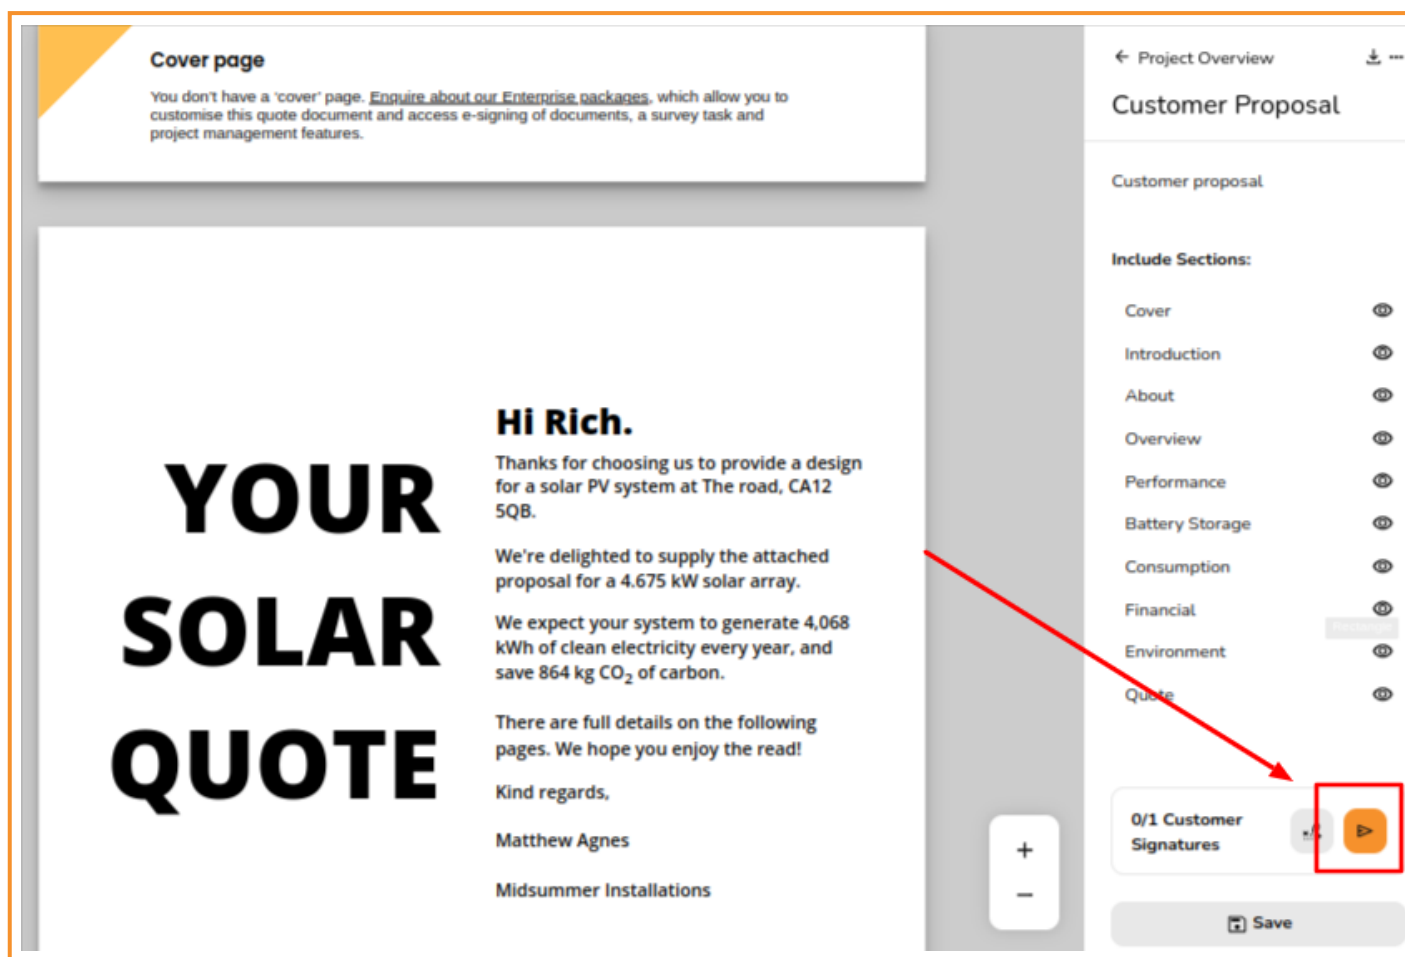 Cover page
You don't have a 'cover' page. Enquire about our Enterprise packages, which allow you to
customise this quote document and access e-signing of documents, a survey task and
project management features.
YOUR
SOLAR
QUOTE
Hi Rich.
Thanks for choosing us to provide a design
for a solar PV system at The road, CA12
5QB.
We're delighted to supply the attached
proposal for a 4.675 kW solar array.
We expect your system to generate 4,068
kWh of clean electricity every year, and
save 864 kg CO₂ of carbon.
There are full details on the following
pages. We hope you enjoy the read!
Kind regards,
Matthew Agnes
Midsummer Installations
+
−
← Project Overview
Customer Proposal
Customer proposal
Include Sections:
Cover
Introduction
About
Overview
Performance
Battery Storage
Consumption
Financial
Rectangle
Environment
Quote
0/1 Customer
Signatures
Save